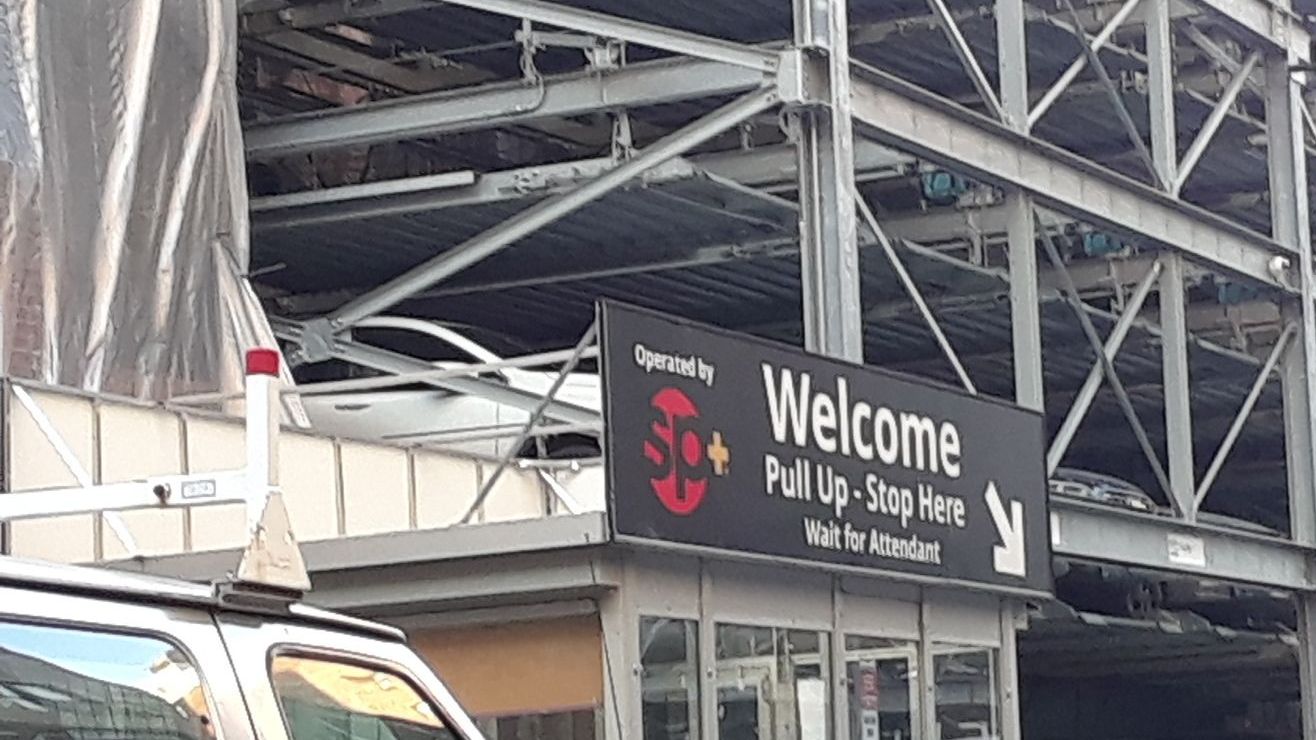 Operated by
sp+
Welcome
Pull Up - Stop Here
Wait for Attendant